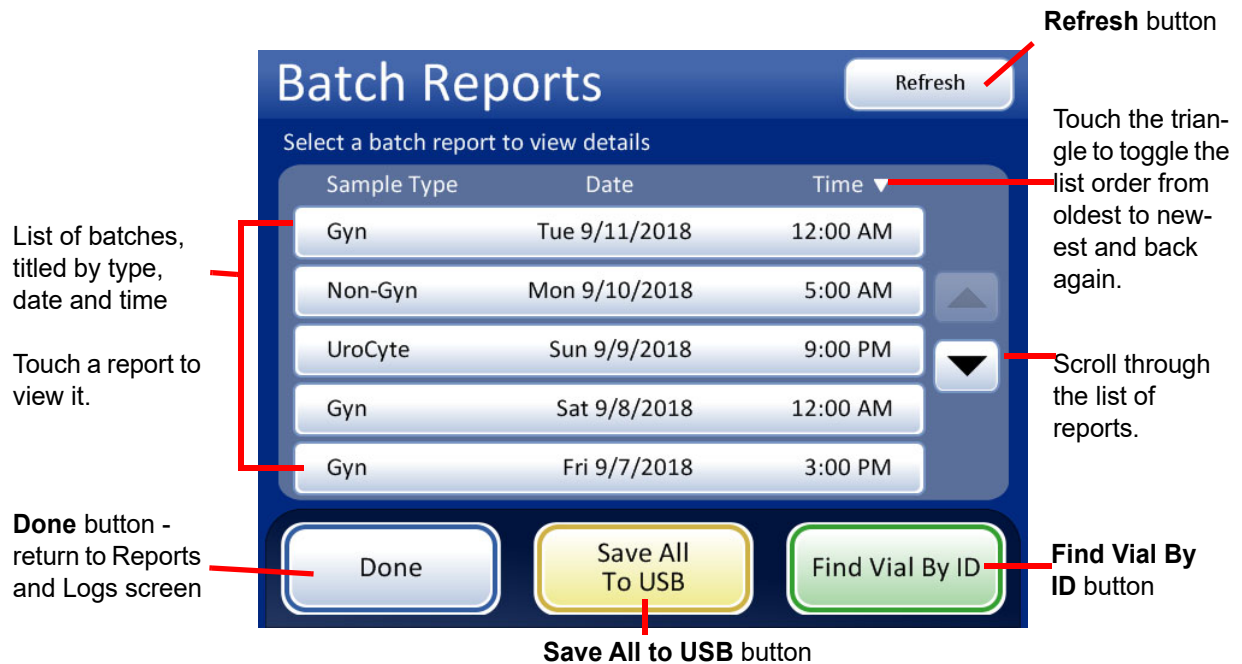 Refresh button
Batch Reports
Refresh
Select a batch report to view details
Sample Type Date Time ▼
Gyn Tue 9/11/2018 12:00 AM
Non-Gyn Mon 9/10/2018 5:00 AM
UroCyte Sun 9/9/2018 9:00 PM
Gyn Sat 9/8/2018 12:00 AM
Gyn Fri 9/7/2018 3:00 PM
Done
Save All
To USB
Find Vial By ID
List of batches,
titled by type,
date and time
Touch a report to
view it.
Done button -
return to Reports
and Logs screen
Touch the trian-
gle to toggle the
list order from
oldest to new-
est and back
again.
Scroll through
the list of
reports.
Find Vial By
ID button
Save All to USB button